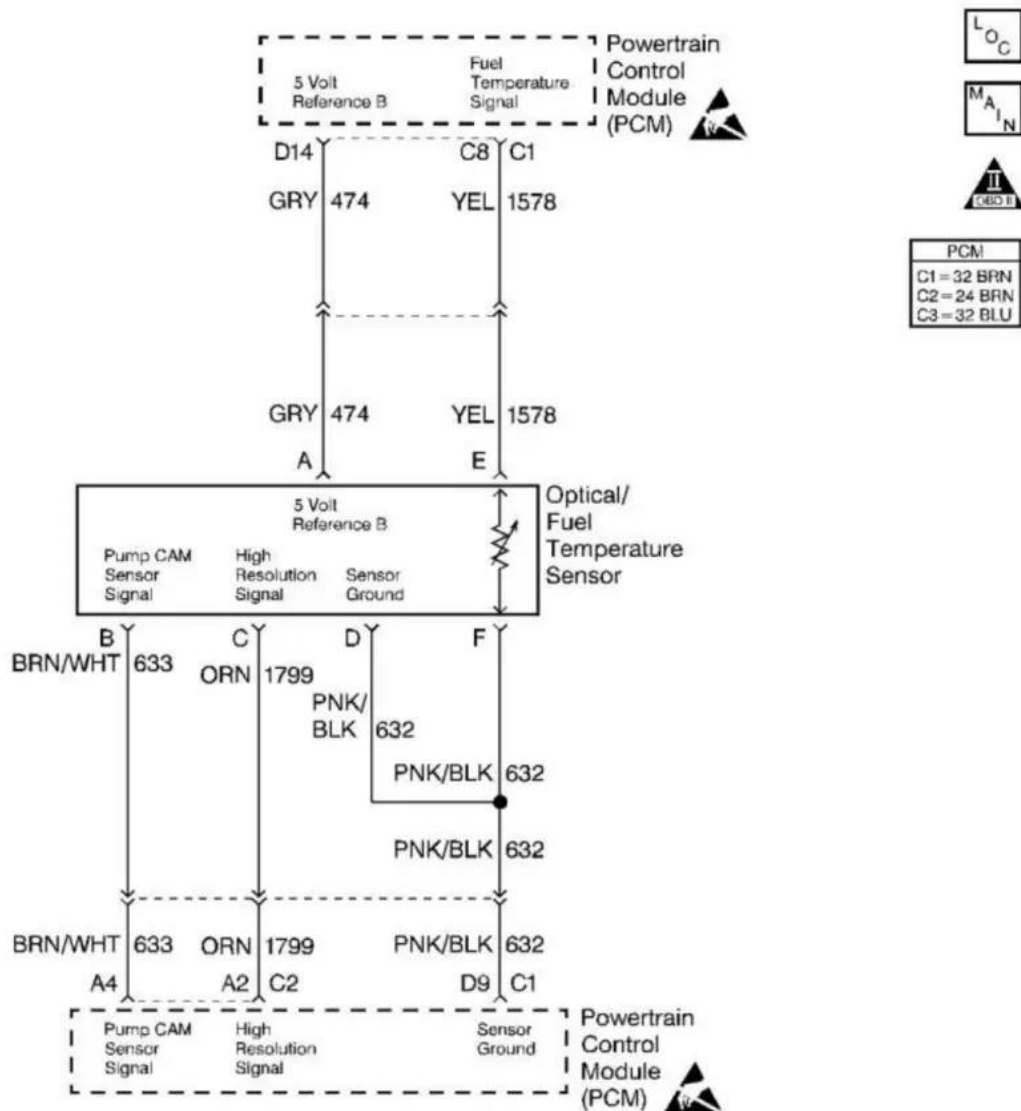 Powertrain
Control
Module
(PCM)
5 Volt
Reference B
Fuel
Temperature
Signal
L
O
C
M
A
I
N
II
OBD II
PCM
C1=32 BRN
C2=24 BRN
C3=32 BLU
D14
C8 C1
GRY 474
YEL 1578
GRY 474
YEL 1578
A
E
5 Volt
Reference B
Pump CAM
Sensor
Signal
High
Resolution
Signal
Sensor
Ground
Optical/
Fuel
Temperature
Sensor
B
C
D
F
BRN/WHT 633
ORN 1799
PNK/
BLK 632
PNK/BLK 632
PNK/BLK 632
BRN/WHT 633
ORN 1799
PNK/BLK 632
A4
A2 C2
D9 C1
Pump CAM
Sensor
Signal
High
Resolution
Signal
Sensor
Ground
Powertrain
Control
Module
(PCM)